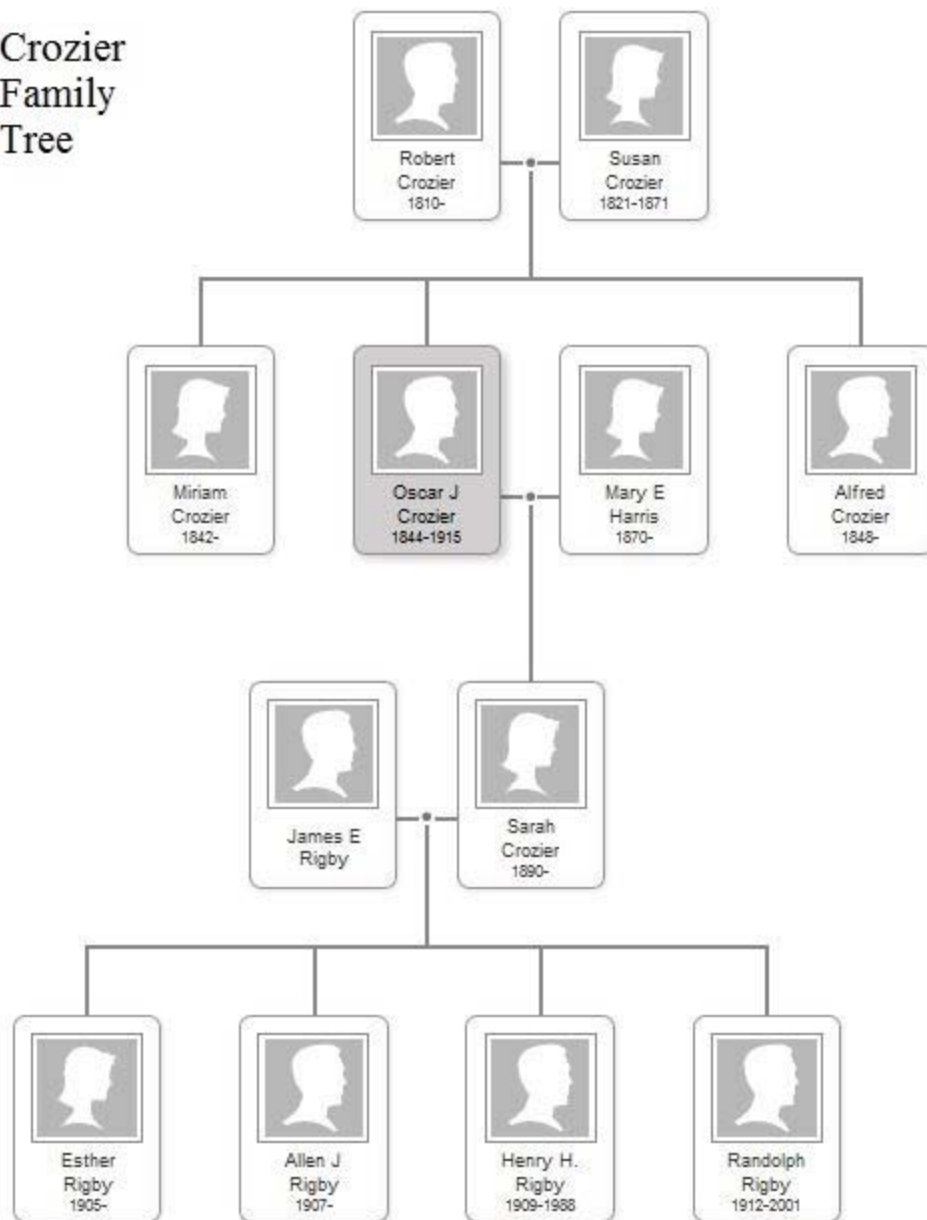 Crozier
Family
Tree
Robert
Crozier
1810-
Susan
Crozier
1821-1871
Miriam
Crozier
1842-
Oscar J
Crozier
1844-1915
Mary E
Harris
1870-
Alfred
Crozier
1848-
James E
Rigby
Sarah
Crozier
1890-
Esther
Rigby
1905-
Allen J
Rigby
1907-
Henry H.
Rigby
1909-1988
Randolph
Rigby
1912-2001